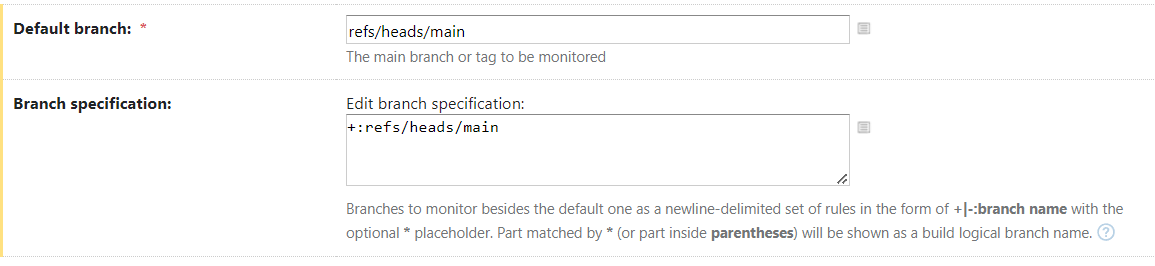 Default branch: *
refs/heads/main
The main branch or tag to be monitored
Branch specification:
Edit branch specification:
+:refs/heads/main
Branches to monitor besides the default one as a newline-delimited set of rules in the form of +|-:branch name with the
optional * placeholder. Part matched by * (or part inside parentheses) will be shown as a build logical branch name. ?